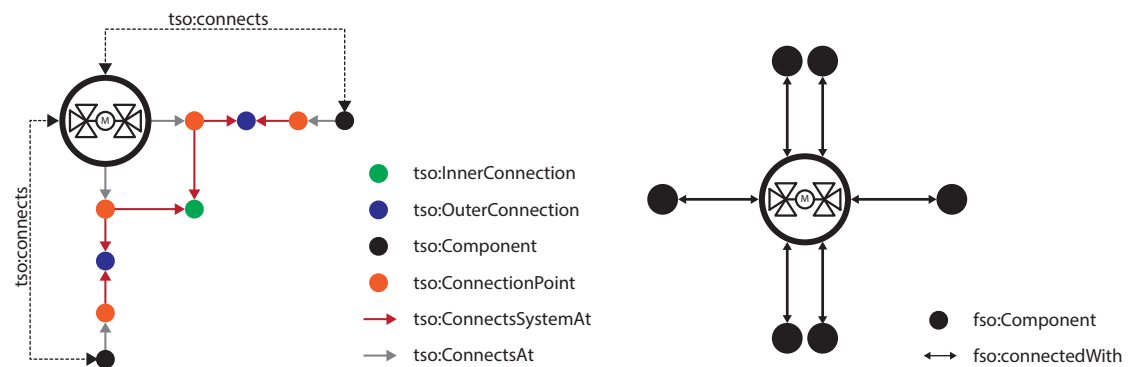 tso:connects
M
tso:connects
tso:InnerConnection
tso:OuterConnection
tso:Component
tso:ConnectionPoint
tso:ConnectsSystemAt
tso:ConnectsAt
M
fso:Component
fso:connectedWith